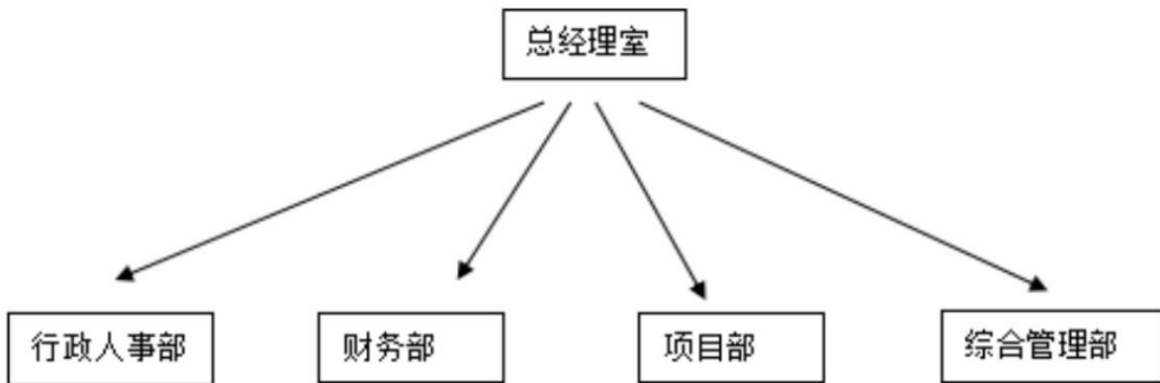 总经理室
行政人事部
财务部
项目部
综合管理部